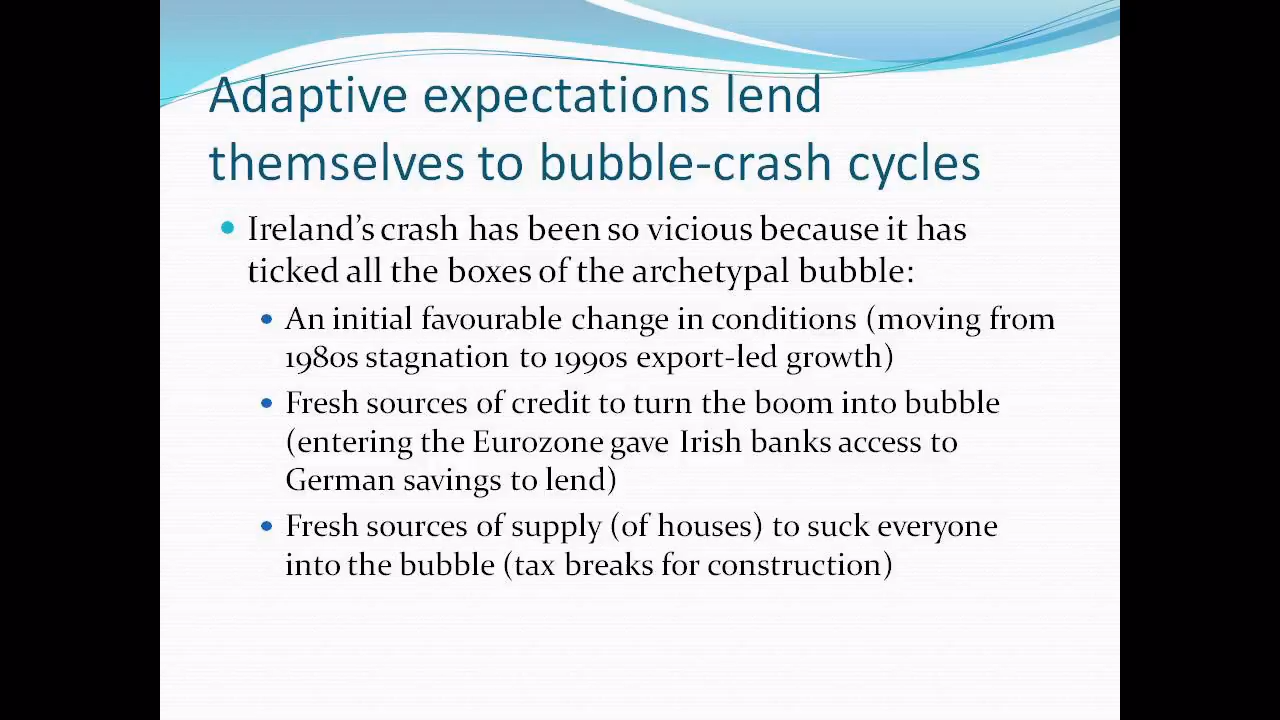 Adaptive expectations lend
themselves to bubble-crash cycles
• Ireland's crash has been so vicious because it has
ticked all the boxes of the archetypal bubble:
• An initial favourable change in conditions (moving from
1980s stagnation to 1990s export-led growth)
• Fresh sources of credit to turn the boom into bubble
(entering the Eurozone gave Irish banks access to
German savings to lend)
• Fresh sources of supply (of houses) to suck everyone
into the bubble (tax breaks for construction)